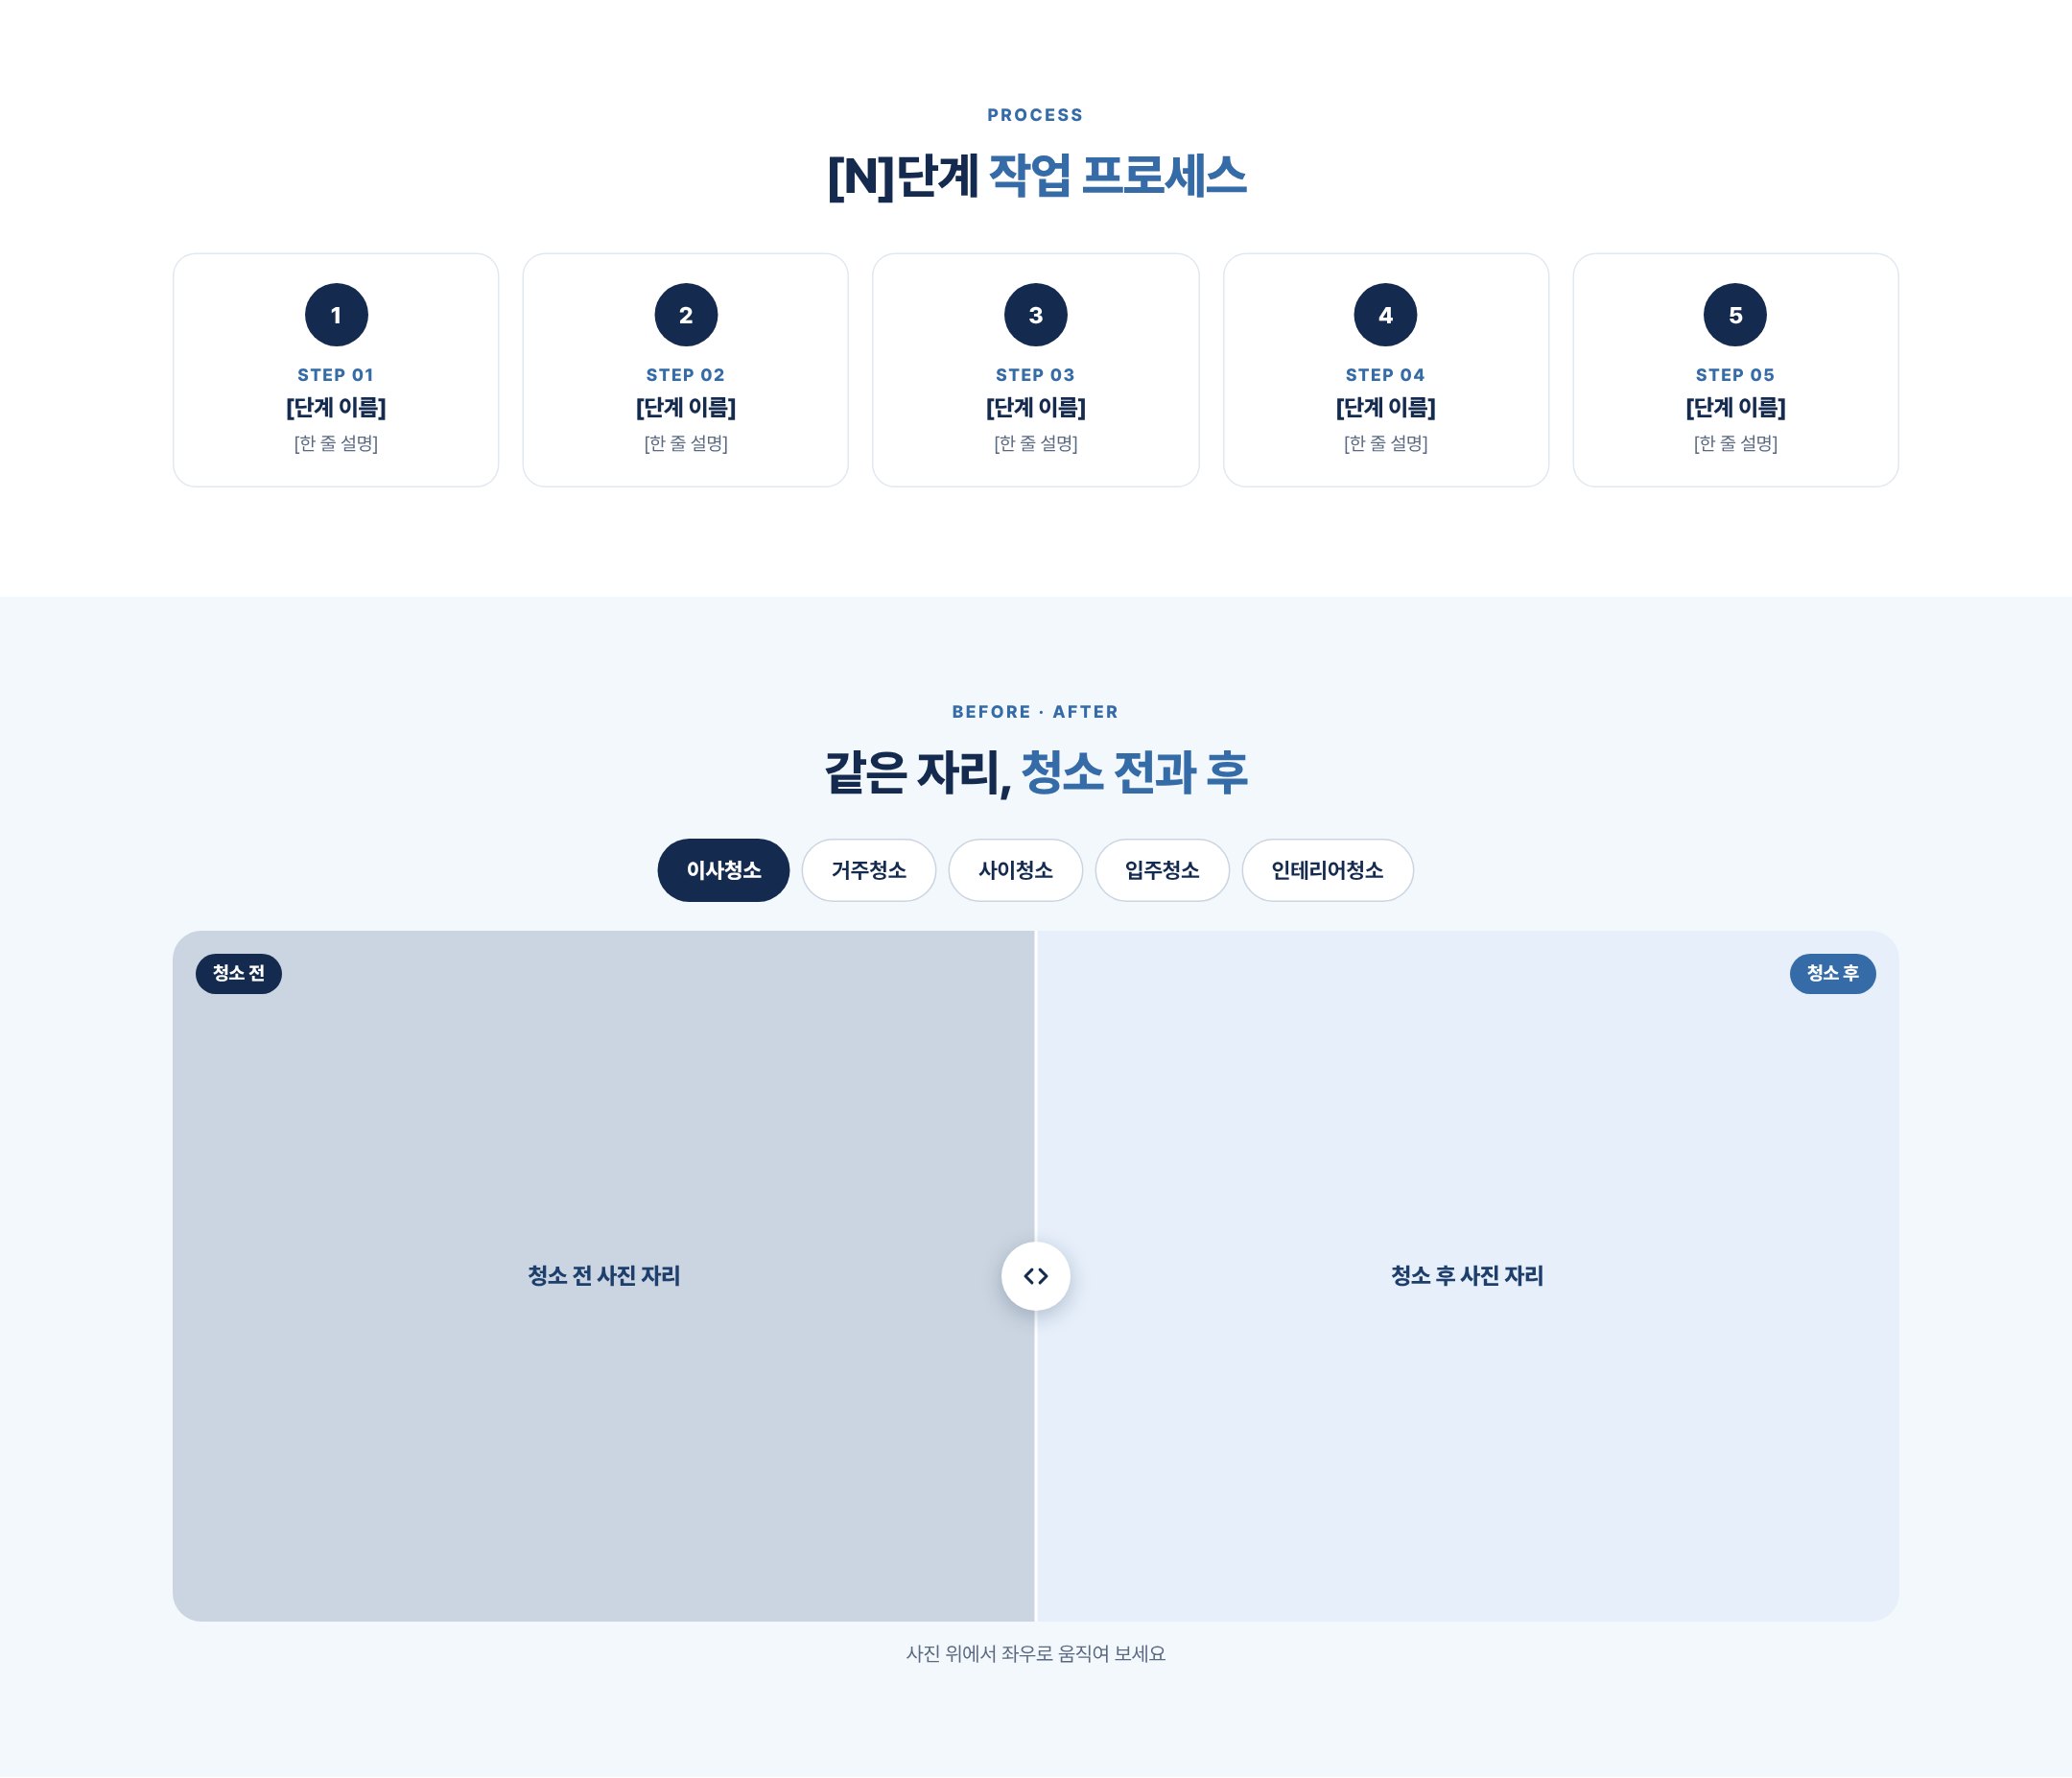 PROCESS
[N]단계 작업 프로세스
1
STEP 01
[단계 이름]
[한 줄 설명]
2
STEP 02
[단계 이름]
[한 줄 설명]
3
STEP 03
[단계 이름]
[한 줄 설명]
4
STEP 04
[단계 이름]
[한 줄 설명]
5
STEP 05
[단계 이름]
[한 줄 설명]
BEFORE · AFTER
같은 자리, 청소 전과 후
이사청소 거주청소 사이청소 입주청소 인테리어청소
청소 전 청소 후
청소 전 사진 자리 청소 후 사진 자리
사진 위에서 좌우로 움직여 보세요